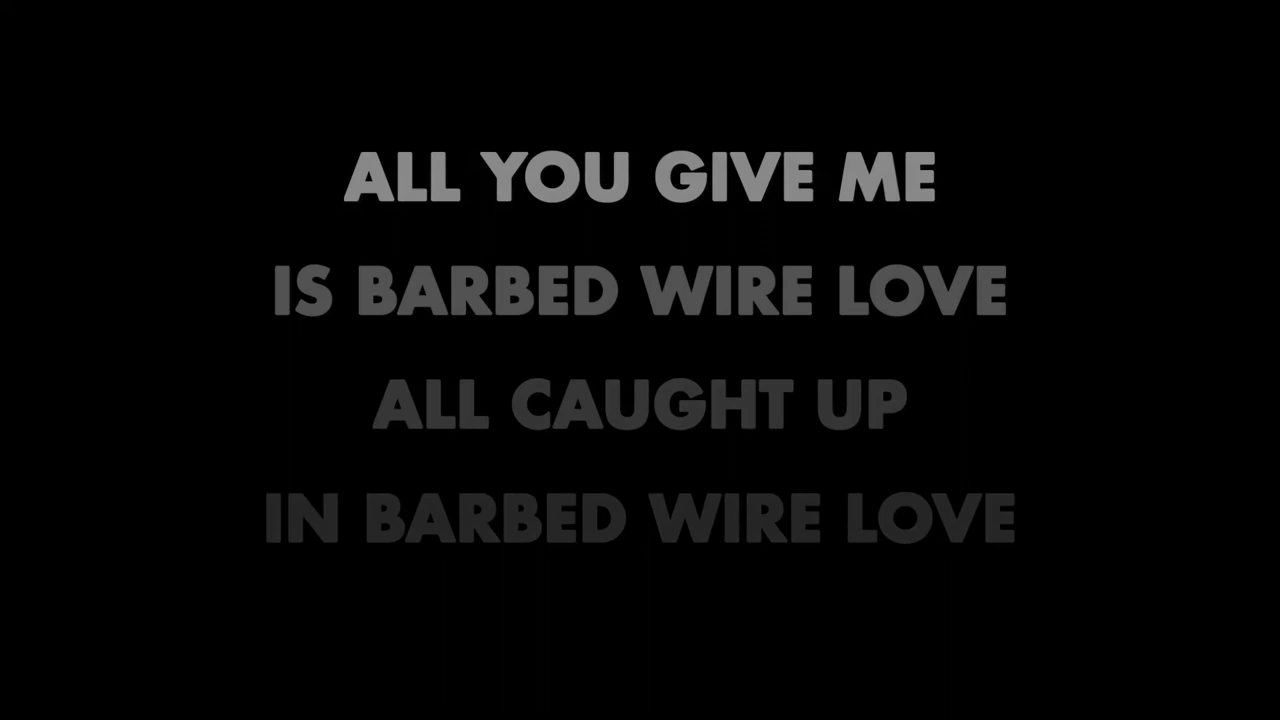 ALL YOU GIVE ME
IS BARBED WIRE LOVE
ALL CAUGHT UP
IN BARBED WIRE LOVE